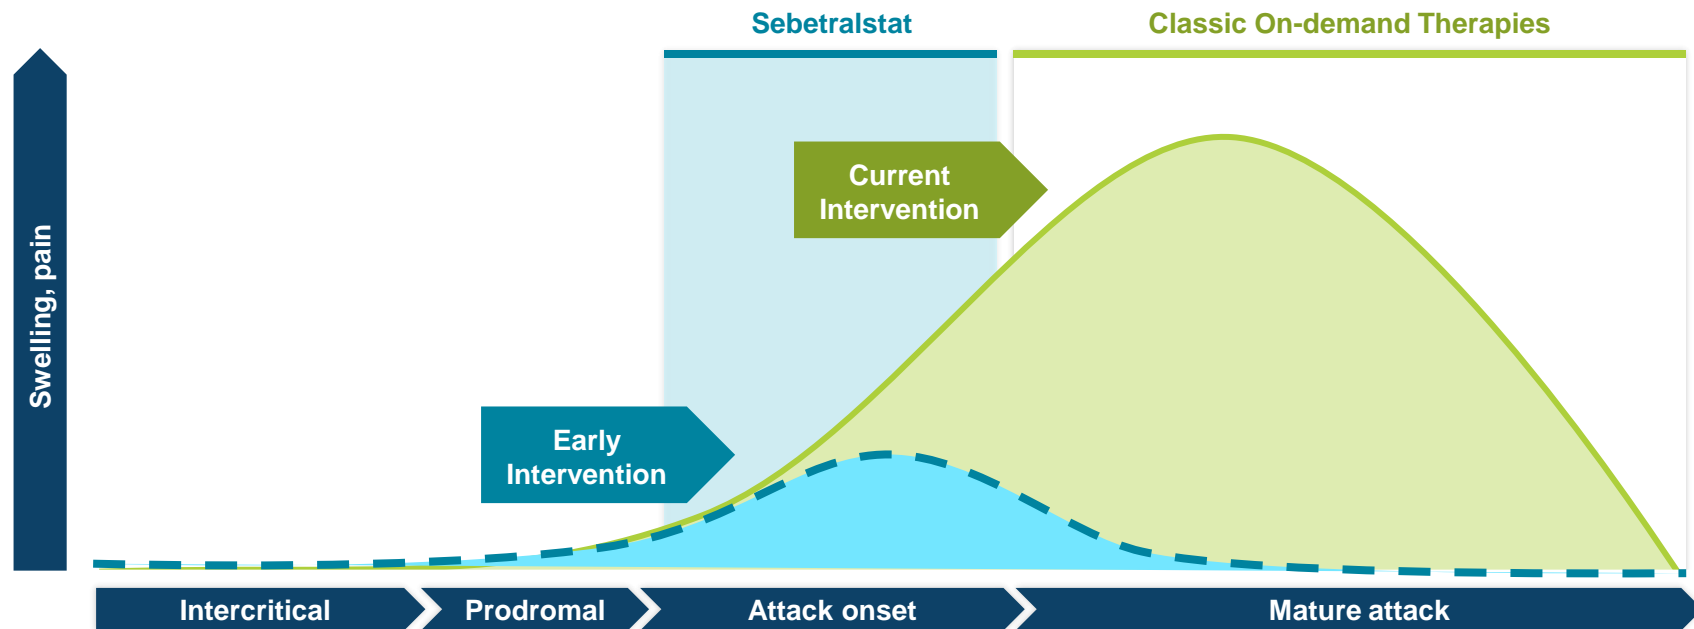 Sebetralstat
Classic On-demand Therapies
Current
Intervention
Swelling, pain
Early
Intervention
Intercritical
Prodromal
Attack onset
Mature attack